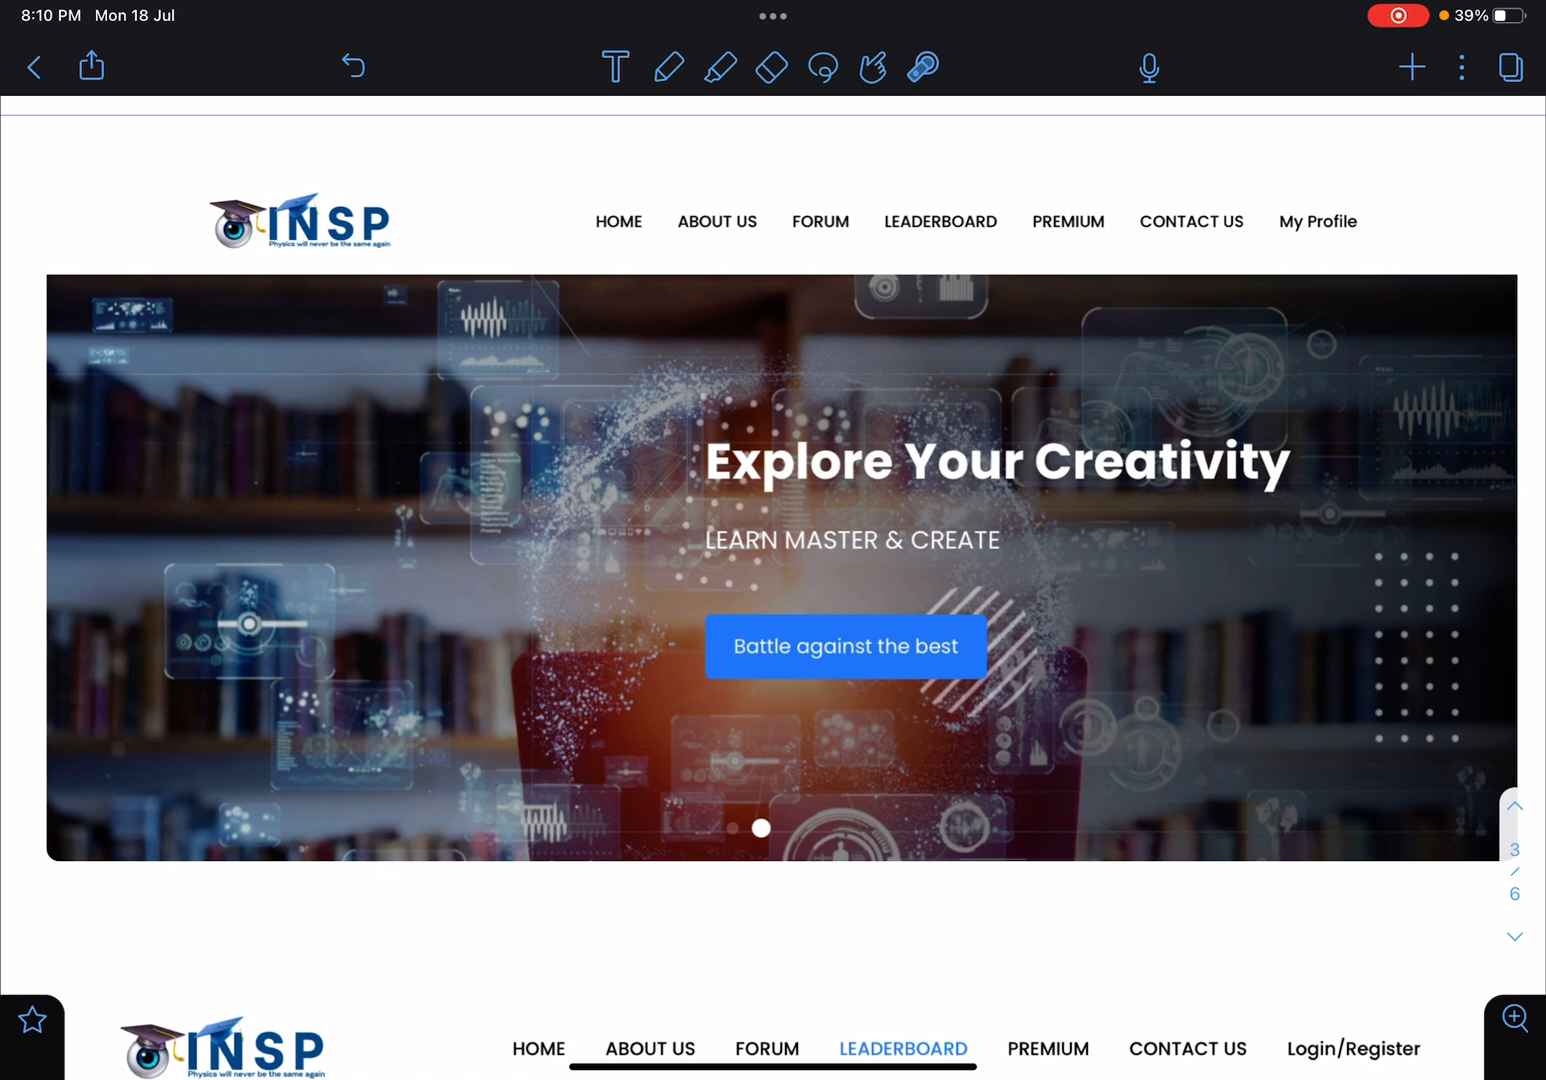 8:10 PM Mon 18 Jul
39%
INSP
Physics will never be the same again
HOME ABOUT US FORUM LEADERBOARD PREMIUM CONTACT US My Profile
Explore Your Creativity
LEARN MASTER & CREATE
Battle against the best
3
/
6
INSP
Physics will never be the same again
HOME ABOUT US FORUM LEADERBOARD PREMIUM CONTACT US Login/Register